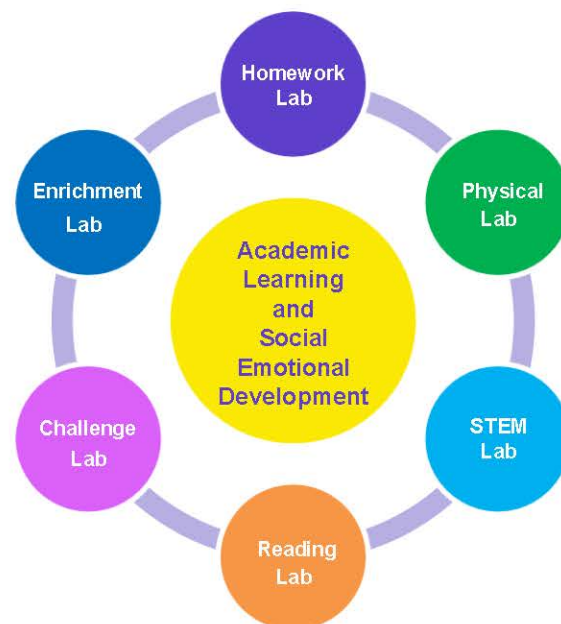 Homework
Lab
Physical
Lab
STEM
Lab
Reading
Lab
Challenge
Lab
Enrichment
Lab
Academic
Learning
and
Social
Emotional
Development